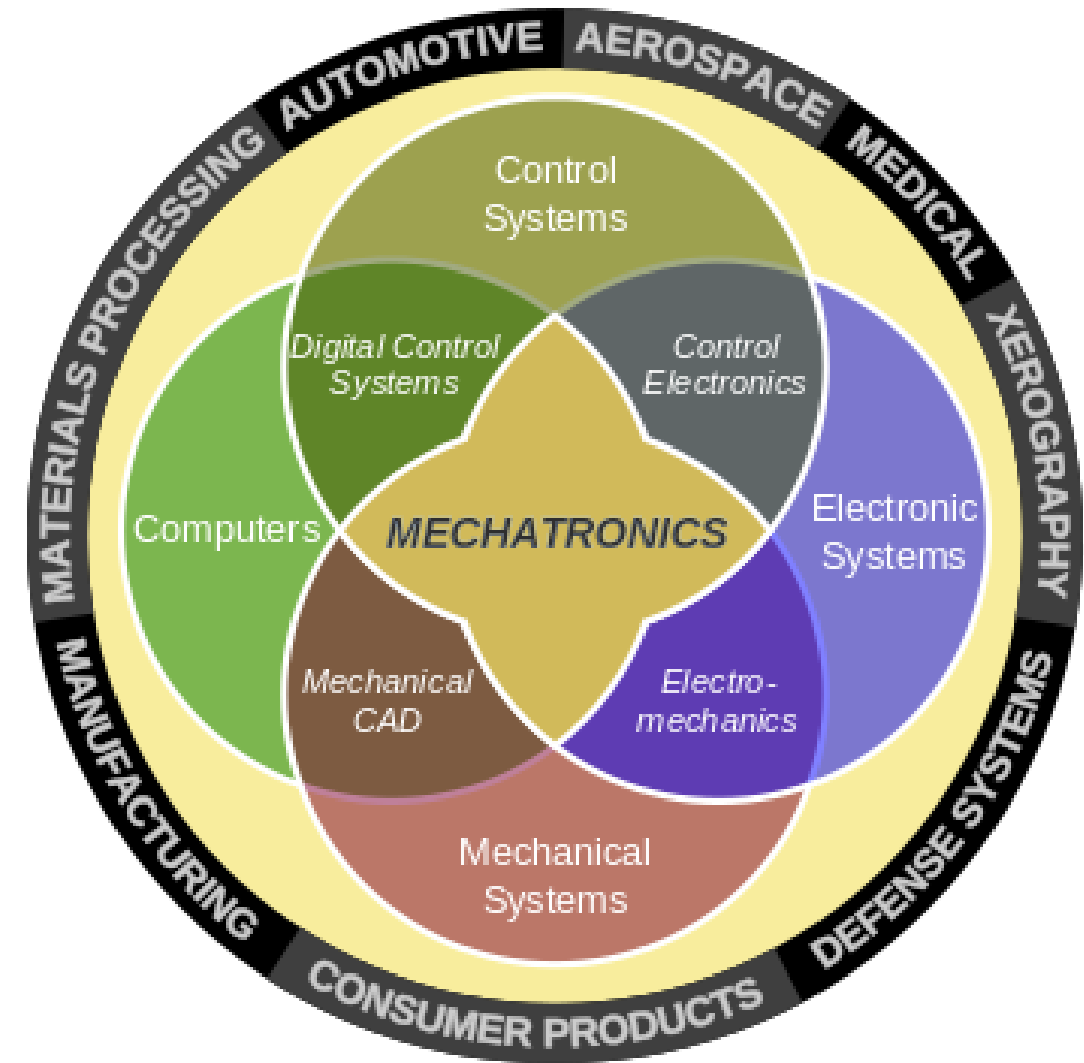 AUTOMOTIVE
AEROSPACE
MEDICAL
XEROGRAPHY
DEFENSE SYSTEMS
CONSUMER PRODUCTS
MANUFACTURING
MATERIALS PROCESSING
Control
Systems
Digital Control
Systems
Control
Electronics
Computers
MECHATRONICS
Electronic
Systems
Mechanical
CAD
Electro-
mechanics
Mechanical
Systems